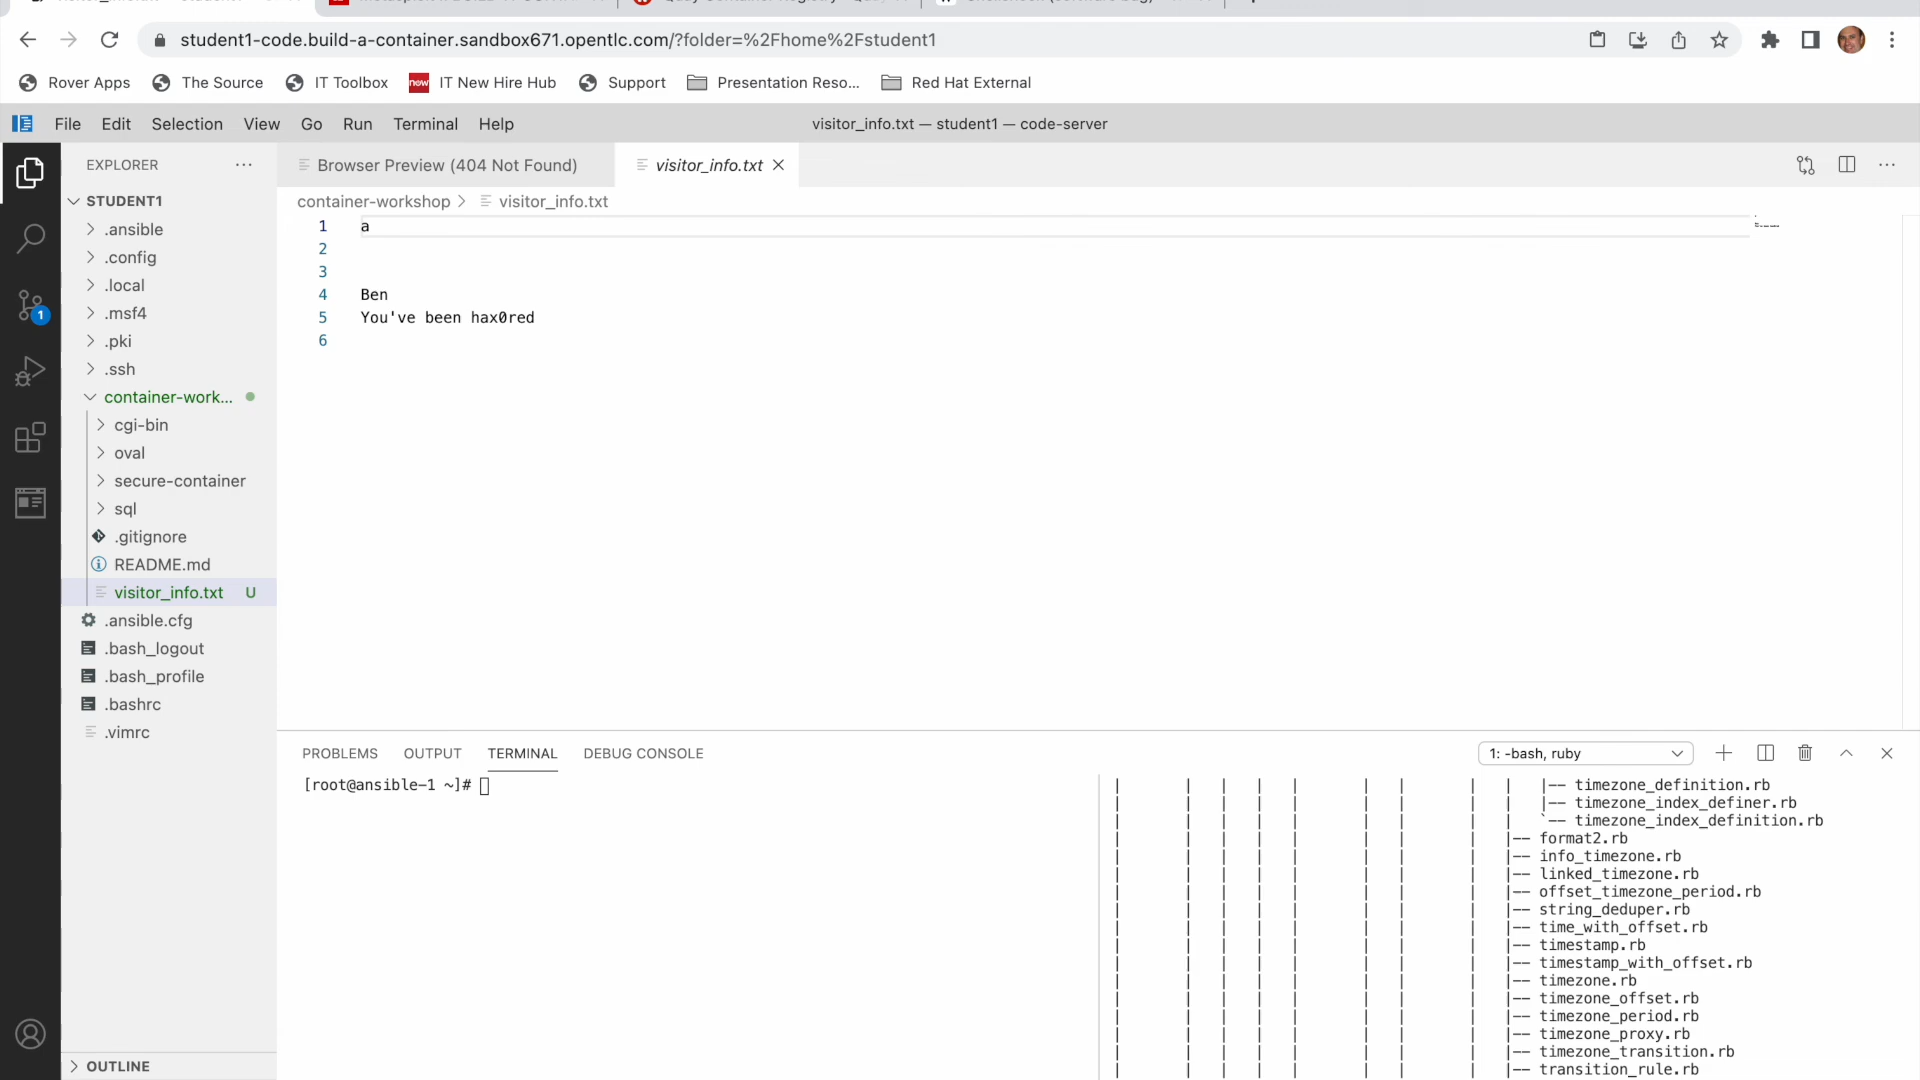 student1-code.build-a-container.sandbox671.opentlc.com/?folder=%2Fhome%2Fstudent1
Rover Apps The Source IT Toolbox new IT New Hire Hub Support Presentation Reso... Red Hat External
File Edit Selection View Go Run Terminal Help visitor_info.txt — student1 — code-server
EXPLORER
Browser Preview (404 Not Found) visitor_info.txt
container-workshop > visitor_info.txt
STUDENT1
.ansible
.config
.local
.msf4
.pki
.ssh
container-work...
cgi-bin
oval
secure-container
sql
.gitignore
README.md
visitor_info.txt U
.ansible.cfg
.bash_logout
.bash_profile
.bashrc
.vimrc
OUTLINE
1
1 a
2
3
4 Ben
5 You've been hax0red
6
PROBLEMS OUTPUT TERMINAL DEBUG CONSOLE 1: -bash, ruby
[root@ansible-1 ~]#
| | | | | | | | | |-- timezone_definition.rb
| | | | | | | | | |-- timezone_index_definer.rb
| | | | | | | | | `-- timezone_index_definition.rb
| | | | | | | | |-- format2.rb
| | | | | | | | |-- info_timezone.rb
| | | | | | | | |-- linked_timezone.rb
| | | | | | | | |-- offset_timezone_period.rb
| | | | | | | | |-- string_deduper.rb
| | | | | | | | |-- time_with_offset.rb
| | | | | | | | |-- timestamp.rb
| | | | | | | | |-- timestamp_with_offset.rb
| | | | | | | | |-- timezone.rb
| | | | | | | | |-- timezone_offset.rb
| | | | | | | | |-- timezone_period.rb
| | | | | | | | |-- timezone_proxy.rb
| | | | | | | | |-- timezone_transition.rb
| | | | | | | | |-- transition_rule.rb